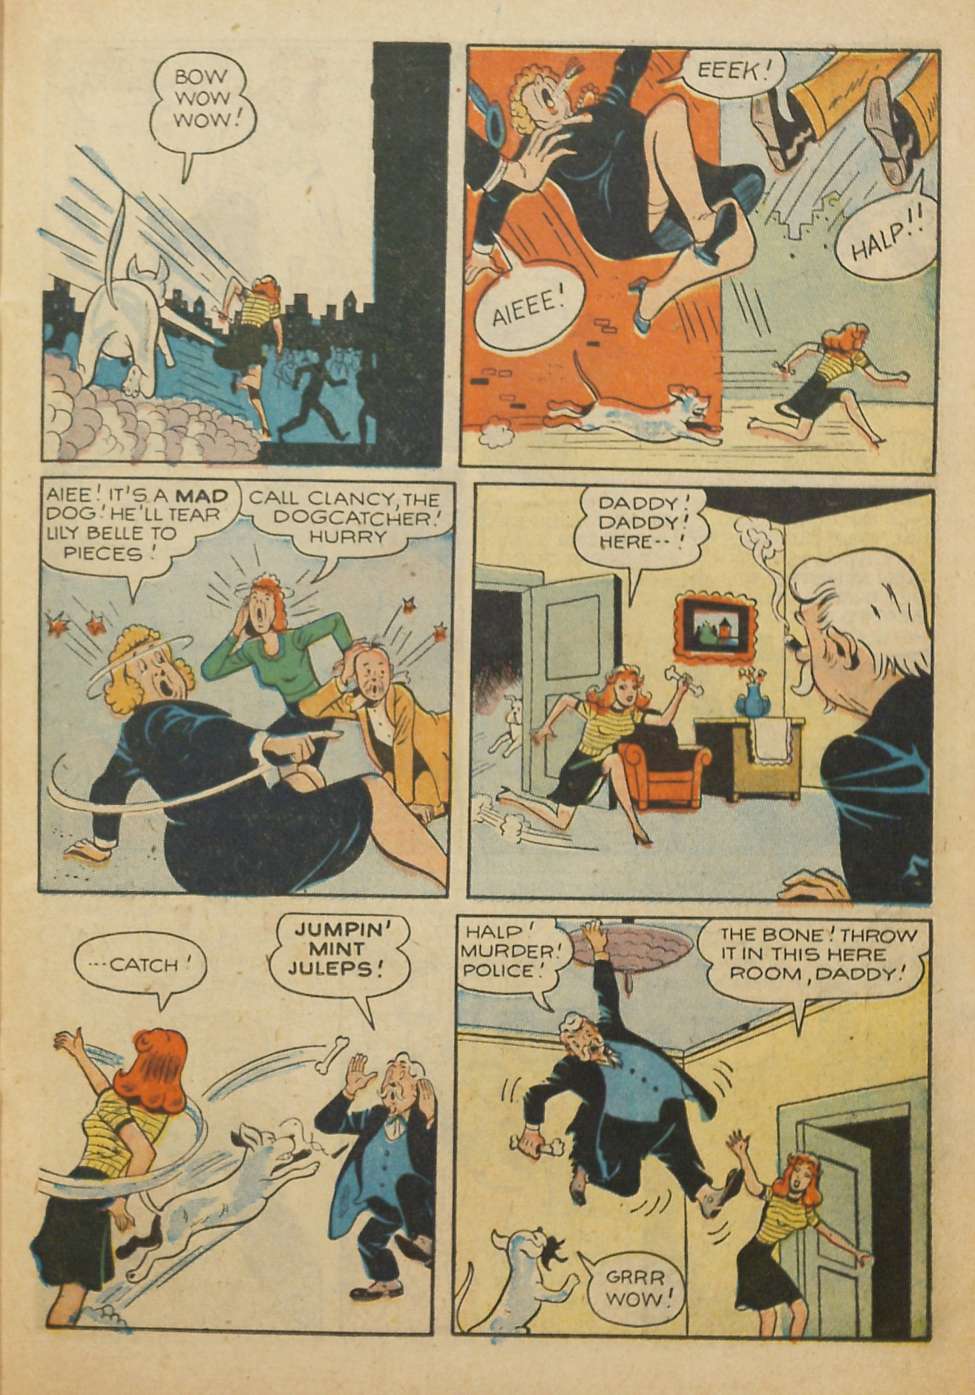 BOW
WOW
WOW!
EEEK!
HALP!!
AIEEE!
AIEE! IT'S A MAD
DOG! HE'LL TEAR
LILY BELLE TO
PIECES!
CALL CLANCY, THE
DOGCATCHER!
HURRY
DADDY!
DADDY!
HERE--!
--CATCH!
JUMPIN'
MINT
JULEPS!
HALP!
MURDER!
POLICE!
THE BONE! THROW
IT IN THIS HERE
ROOM, DADDY!
GRRR
WOW!